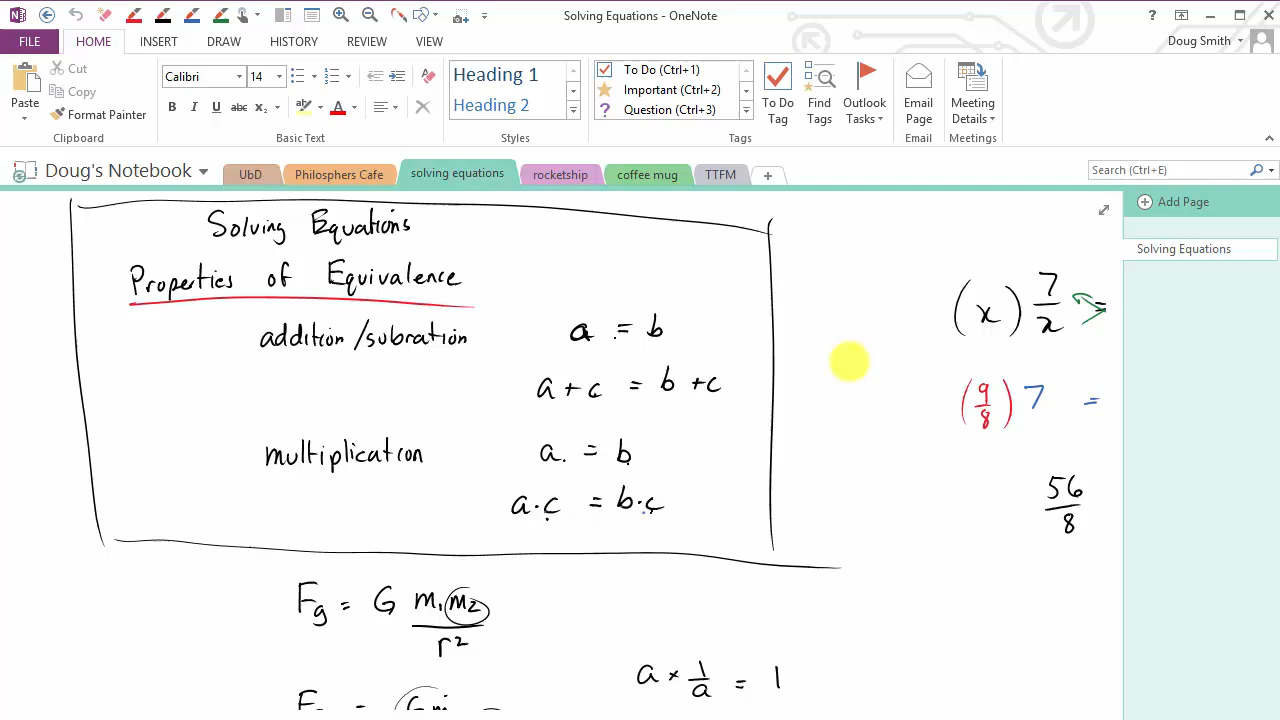 Solving Equations - OneNote
?
FILE HOME INSERT DRAW HISTORY REVIEW VIEW
Doug Smith
Paste
Cut
Copy
Format Painter
Clipboard
Calibri 14
B I U abc x₂ A
Basic Text
Heading 1
Heading 2
Styles
To Do (Ctrl+1)
Important (Ctrl+2)
? Question (Ctrl+3)
To Do Tag
Find Tags
Outlook Tasks
Tags
Email Page
Email
Meeting Details
Meetings
Doug's Notebook
UbD Philosphers Cafe solving equations rocketship coffee mug TTFM +
Search (Ctrl+E)
Add Page
Solving Equations
Solving Equations
Properties of Equivalence
addition/subration a = b
a + c = b + c
multiplication a. = b
a·c = b·c
(x) 7/x =
(9/8) 7 =
56/8
Fg = G m₁m₂/r²
a × 1/a = 1